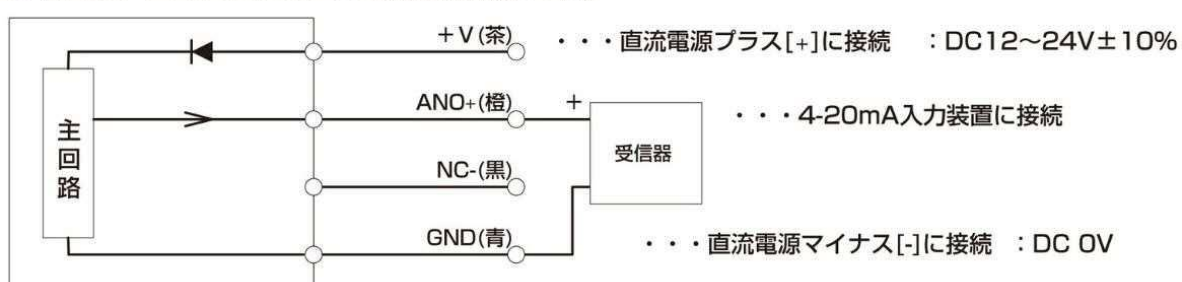 +V(茶) ・・・直流電源プラス[+]に接続 :DC12~24V±10%
ANO+(橙) + ・・・4-20mA入力装置に接続
主回路
受信器
NC-(黒)
GND(青) ・・・直流電源マイナス[-]に接続 :DC 0V